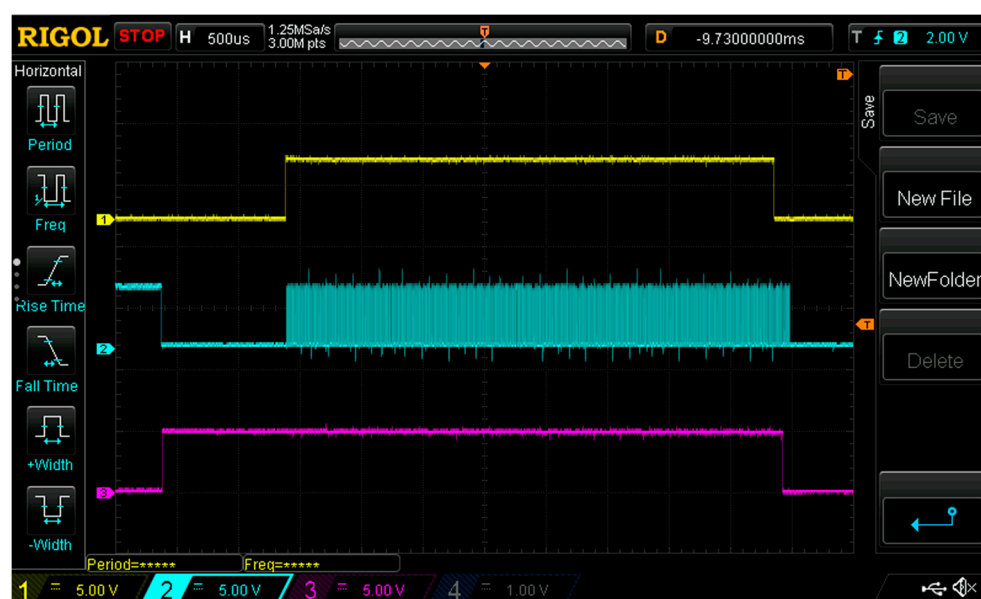 RIGOL STOP H 500us 1.25MSa/s 3.00M pts T D -9.73000000ms T 2 2.00 V
Horizontal
Period
Freq
Rise Time
Fall Time
+Width
-Width
T
1
2
T
3
Period=***** Freq=*****
1 = 5.00 V 2 = 5.00 V 3 = 5.00 V 4 = 1.00 V
Save
Save
New File
NewFolder
Delete